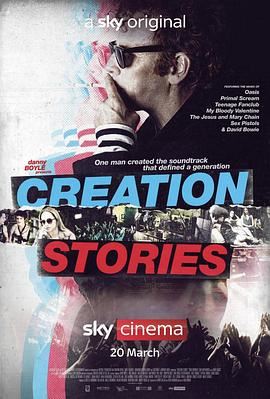 a sky original
FEATURING THE MUSIC OF
Oasis
Primal Scream
Teenage Fanclub
My Bloody Valentine
The Jesus and Mary Chain
Sex Pistols
& David Bowie
danny
BOYLE
presents
One man created the soundtrack
that defined a generation
CREATION
STORIES
sky cinema
20 March